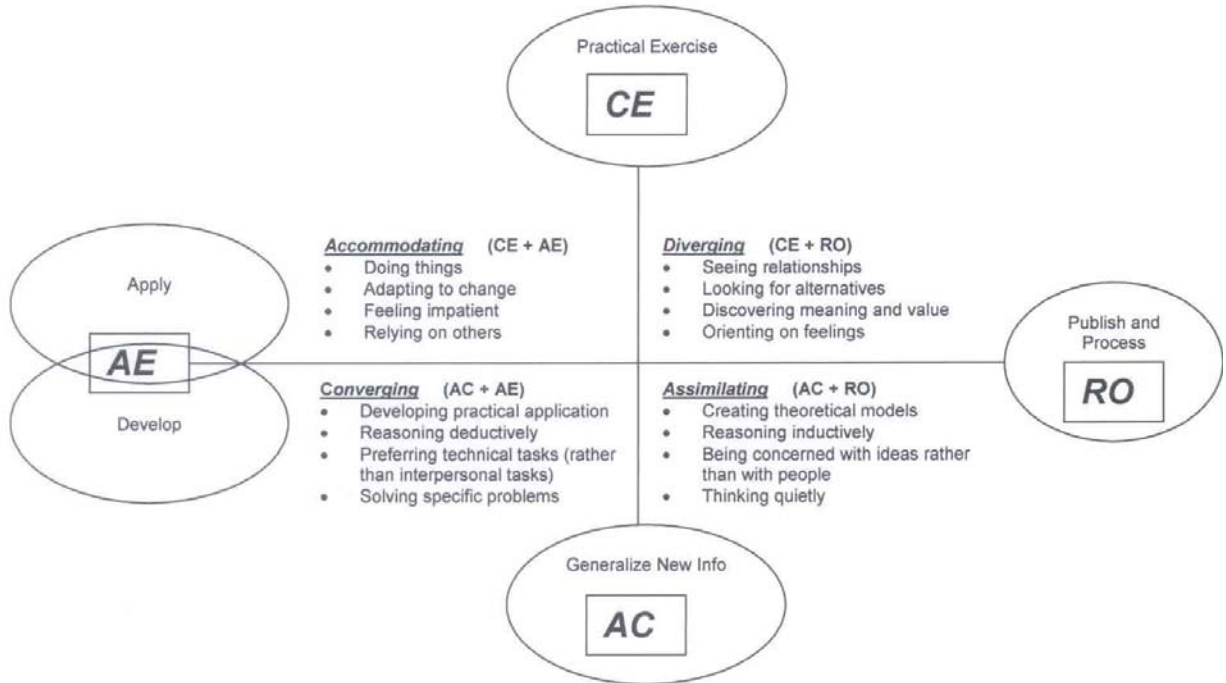 Practical Exercise
CE
Accommodating (CE + AE)
• Doing things
• Adapting to change
• Feeling impatient
• Relying on others
Diverging (CE + RO)
• Seeing relationships
• Looking for alternatives
• Discovering meaning and value
• Orienting on feelings
Apply
AE
Develop
Publish and
Process
RO
Converging (AC + AE)
• Developing practical application
• Reasoning deductively
• Preferring technical tasks (rather
than interpersonal tasks)
• Solving specific problems
Assimilating (AC + RO)
• Creating theoretical models
• Reasoning inductively
• Being concerned with ideas rather
than with people
• Thinking quietly
Generalize New Info
AC